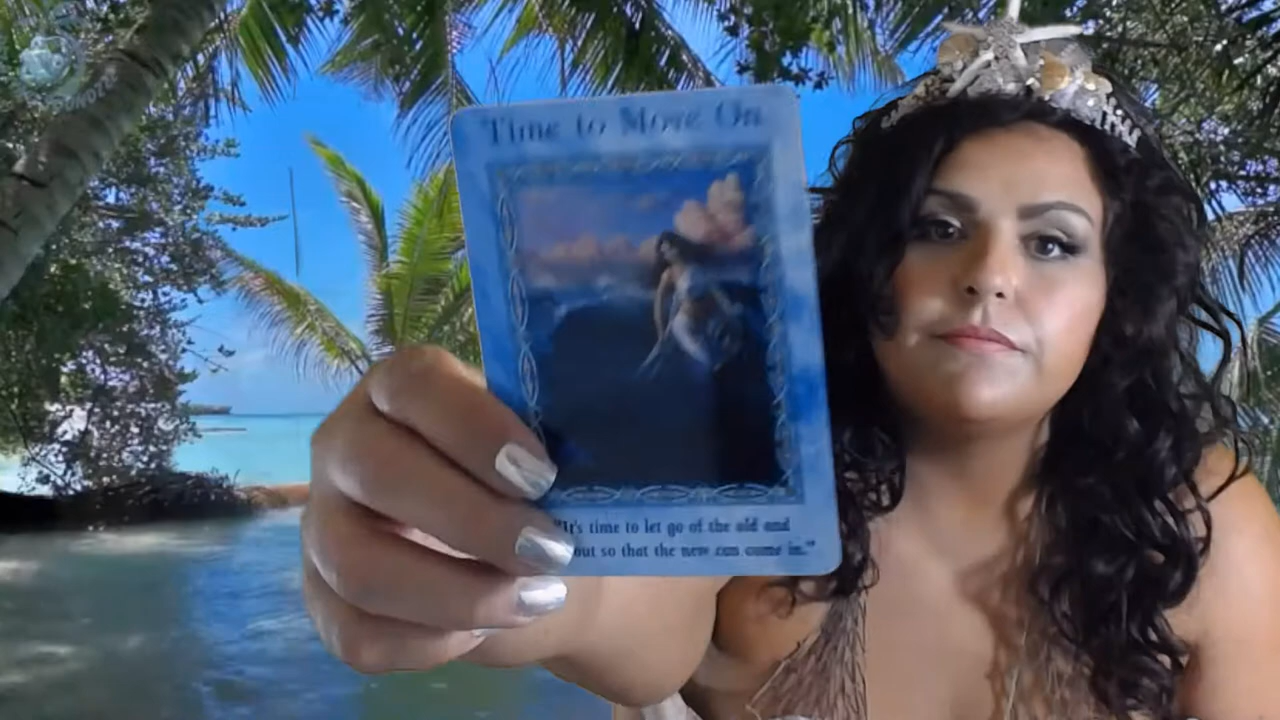 Time to Move On
"It's time to let go of the old and
out so that the new can come in."